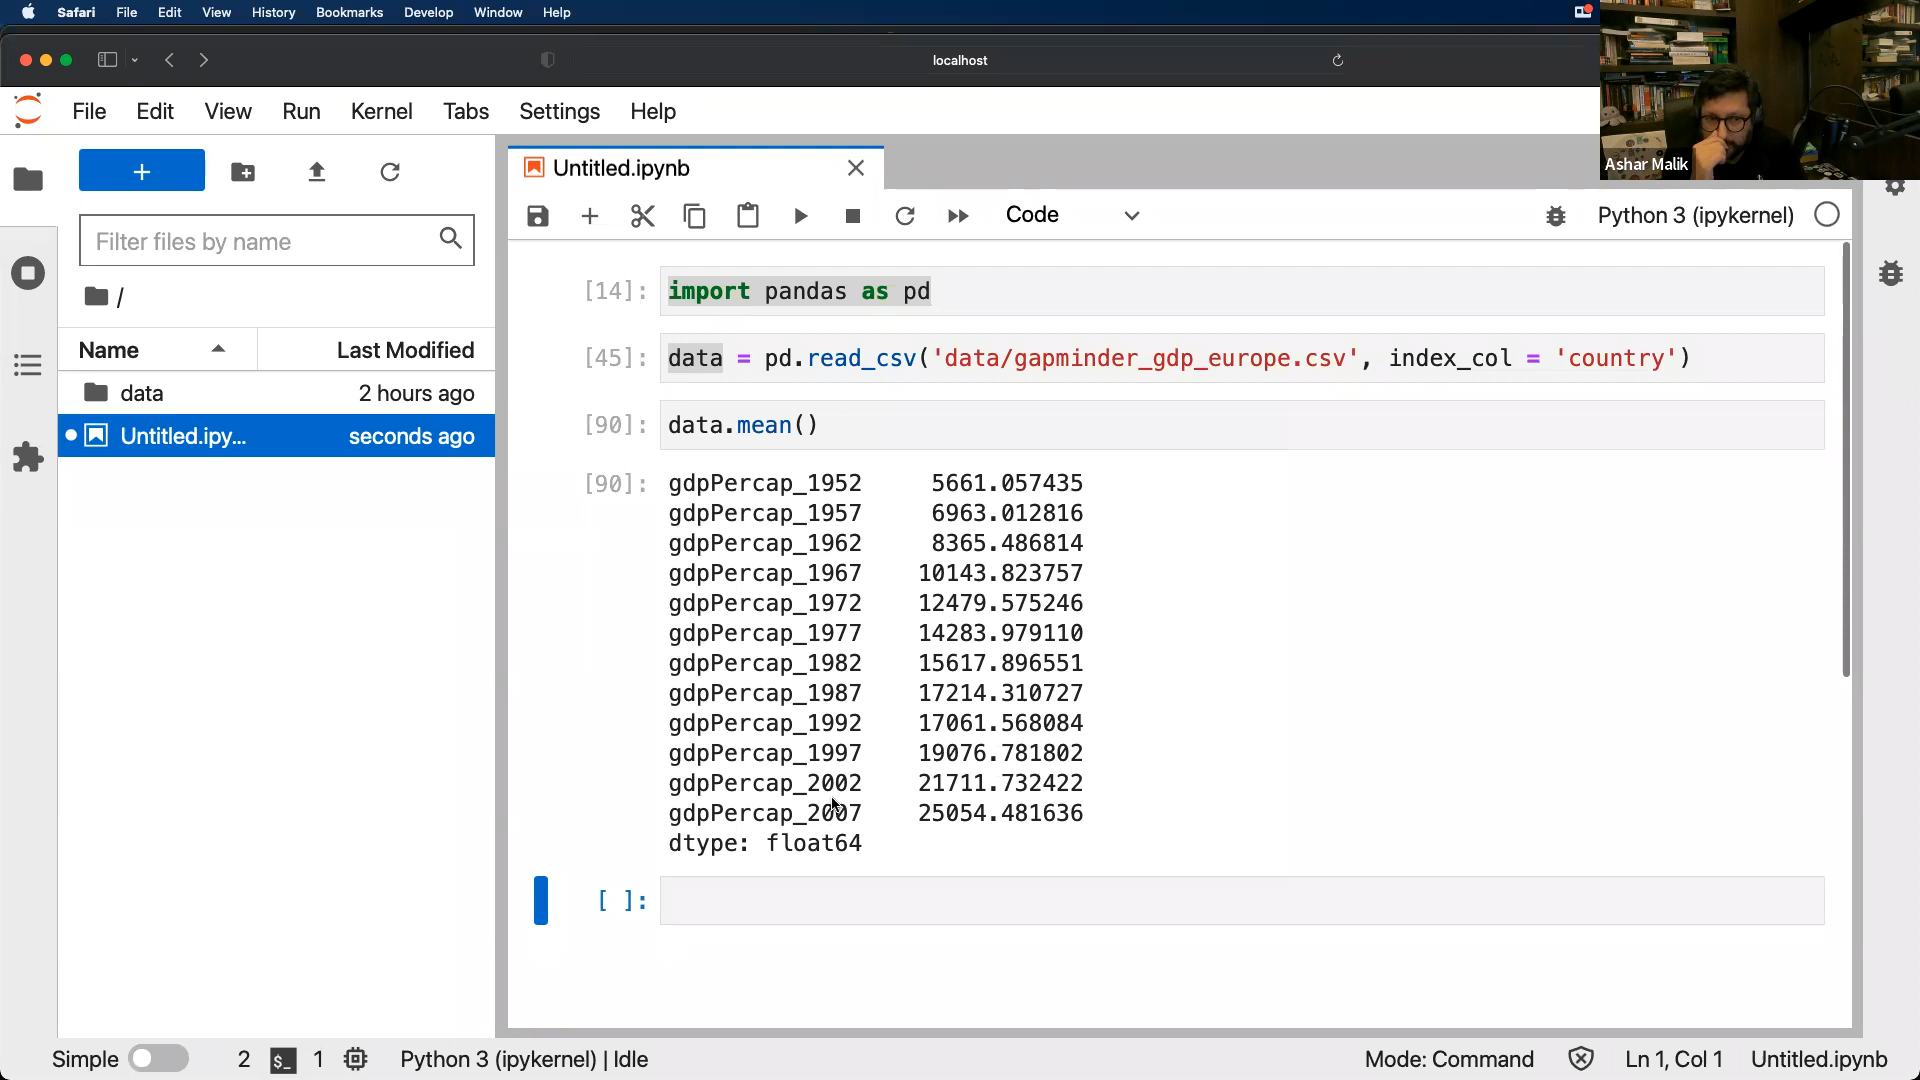 Safari File Edit View History Bookmarks Develop Window Help
localhost
Ashar Malik
File Edit View Run Kernel Tabs Settings Help
+
Untitled.ipynb
Filter files by name
Code
Python 3 (ipykernel)
/
Name Last Modified
data 2 hours ago
Untitled.ipy... seconds ago
[14]: import pandas as pd
[45]: data = pd.read_csv('data/gapminder_gdp_europe.csv', index_col = 'country')
[90]: data.mean()
[90]: gdpPercap_1952 5661.057435
gdpPercap_1957 6963.012816
gdpPercap_1962 8365.486814
gdpPercap_1967 10143.823757
gdpPercap_1972 12479.575246
gdpPercap_1977 14283.979110
gdpPercap_1982 15617.896551
gdpPercap_1987 17214.310727
gdpPercap_1992 17061.568084
gdpPercap_1997 19076.781802
gdpPercap_2002 21711.732422
gdpPercap_2007 25054.481636
dtype: float64
[ ]:
Simple 2 $_ 1 Python 3 (ipykernel) | Idle Mode: Command Ln 1, Col 1 Untitled.ipynb